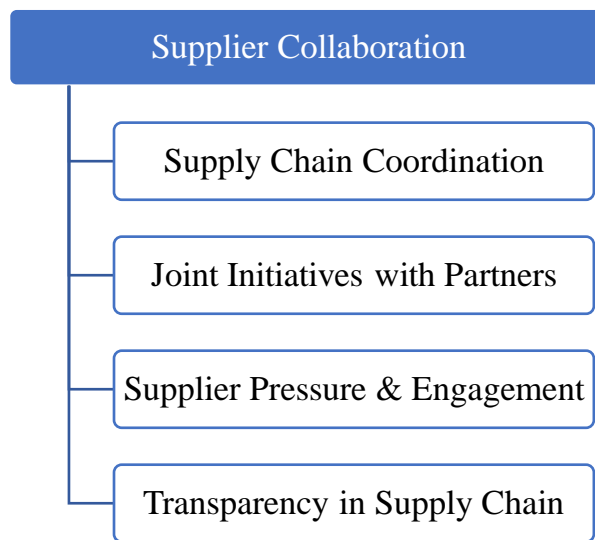 Supplier Collaboration
Supply Chain Coordination
Joint Initiatives with Partners
Supplier Pressure & Engagement
Transparency in Supply Chain